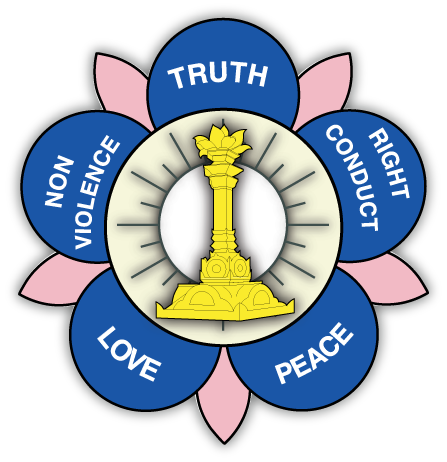 TRUTH
RIGHT
CONDUCT
PEACE
LOVE
NON
VIOLENCE